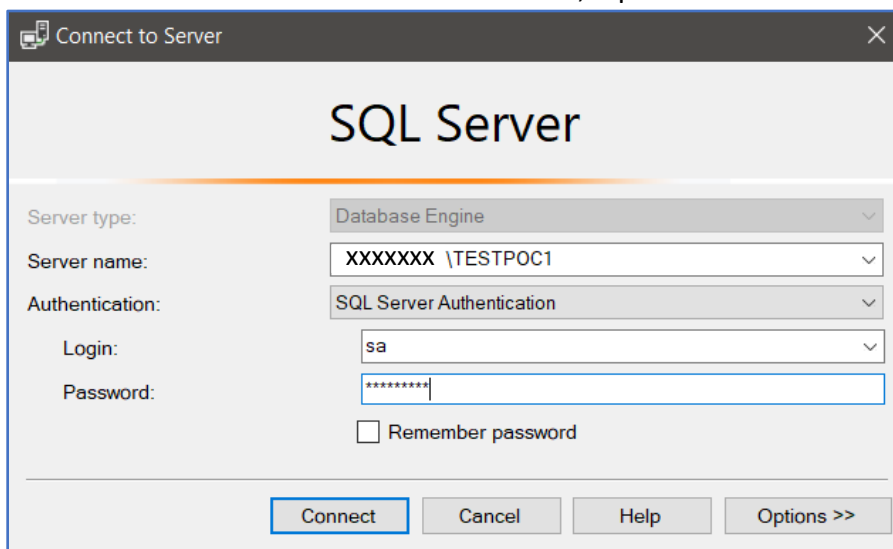 Connect to Server
SQL Server
Server type: Database Engine
Server name: XXXXXXX \TESTPOC1
Authentication: SQL Server Authentication
Login: sa
Password: *********
Remember password
Connect Cancel Help Options >>